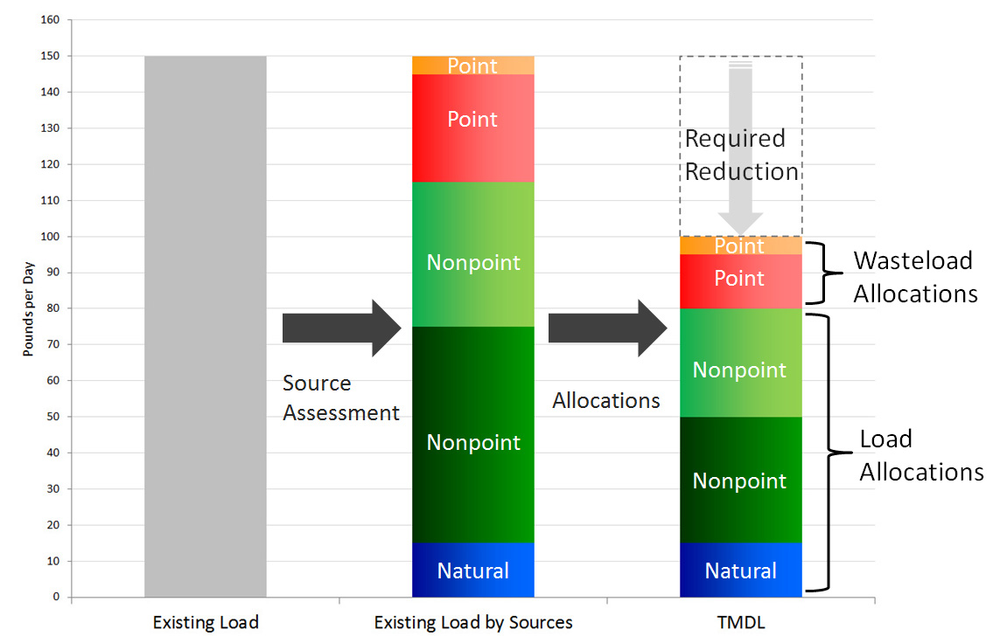 160
150
140
130
120
110
100
90
80
70
60
50
40
30
20
10
0
Pounds per Day
Existing Load
Source
Assessment
Point
Point
Nonpoint
Nonpoint
Natural
Existing Load by Sources
Allocations
Required
Reduction
Point
Point
Nonpoint
Nonpoint
Natural
TMDL
Wasteload
Allocations
Load
Allocations